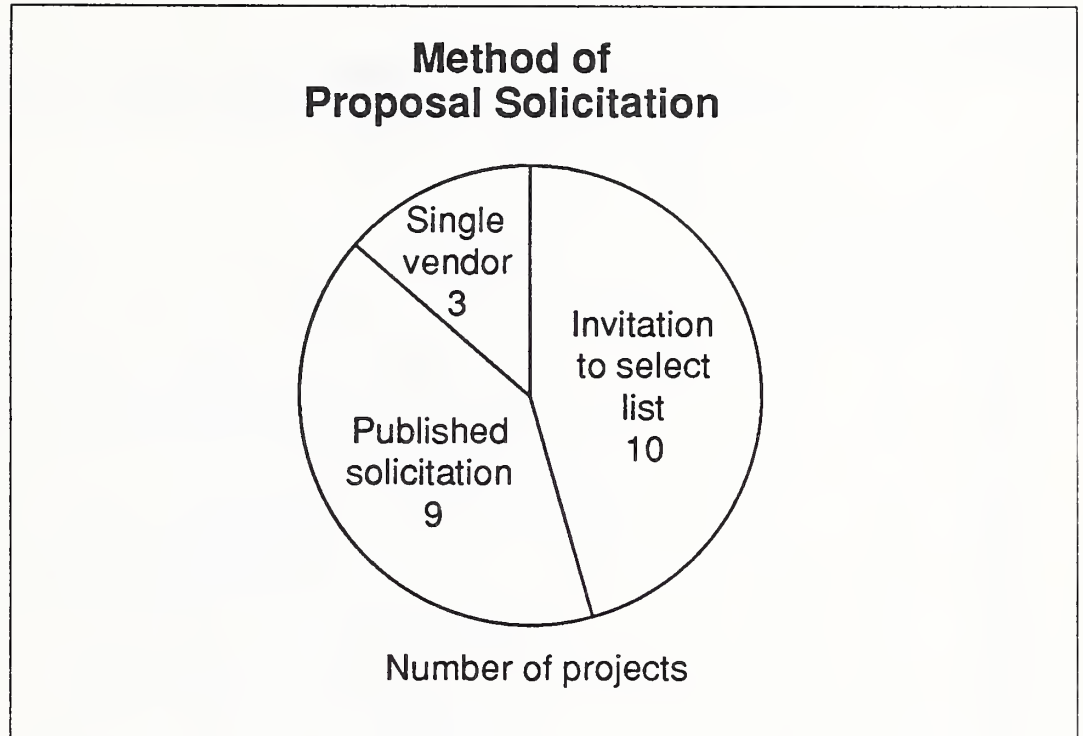 Method of
Proposal Solicitation
Single
vendor
3
Invitation
to select
list
10
Published
solicitation
9
Number of projects